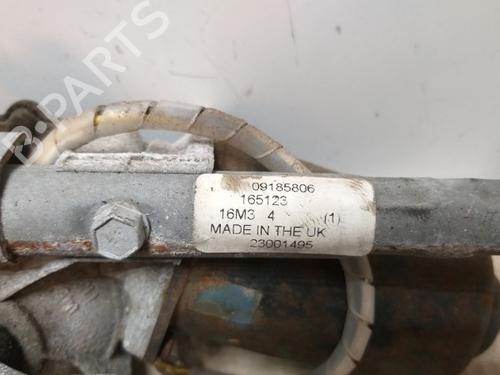 B-PARTS
09185806
165123
16M3 4 (1)
MADE IN THE UK
23001495